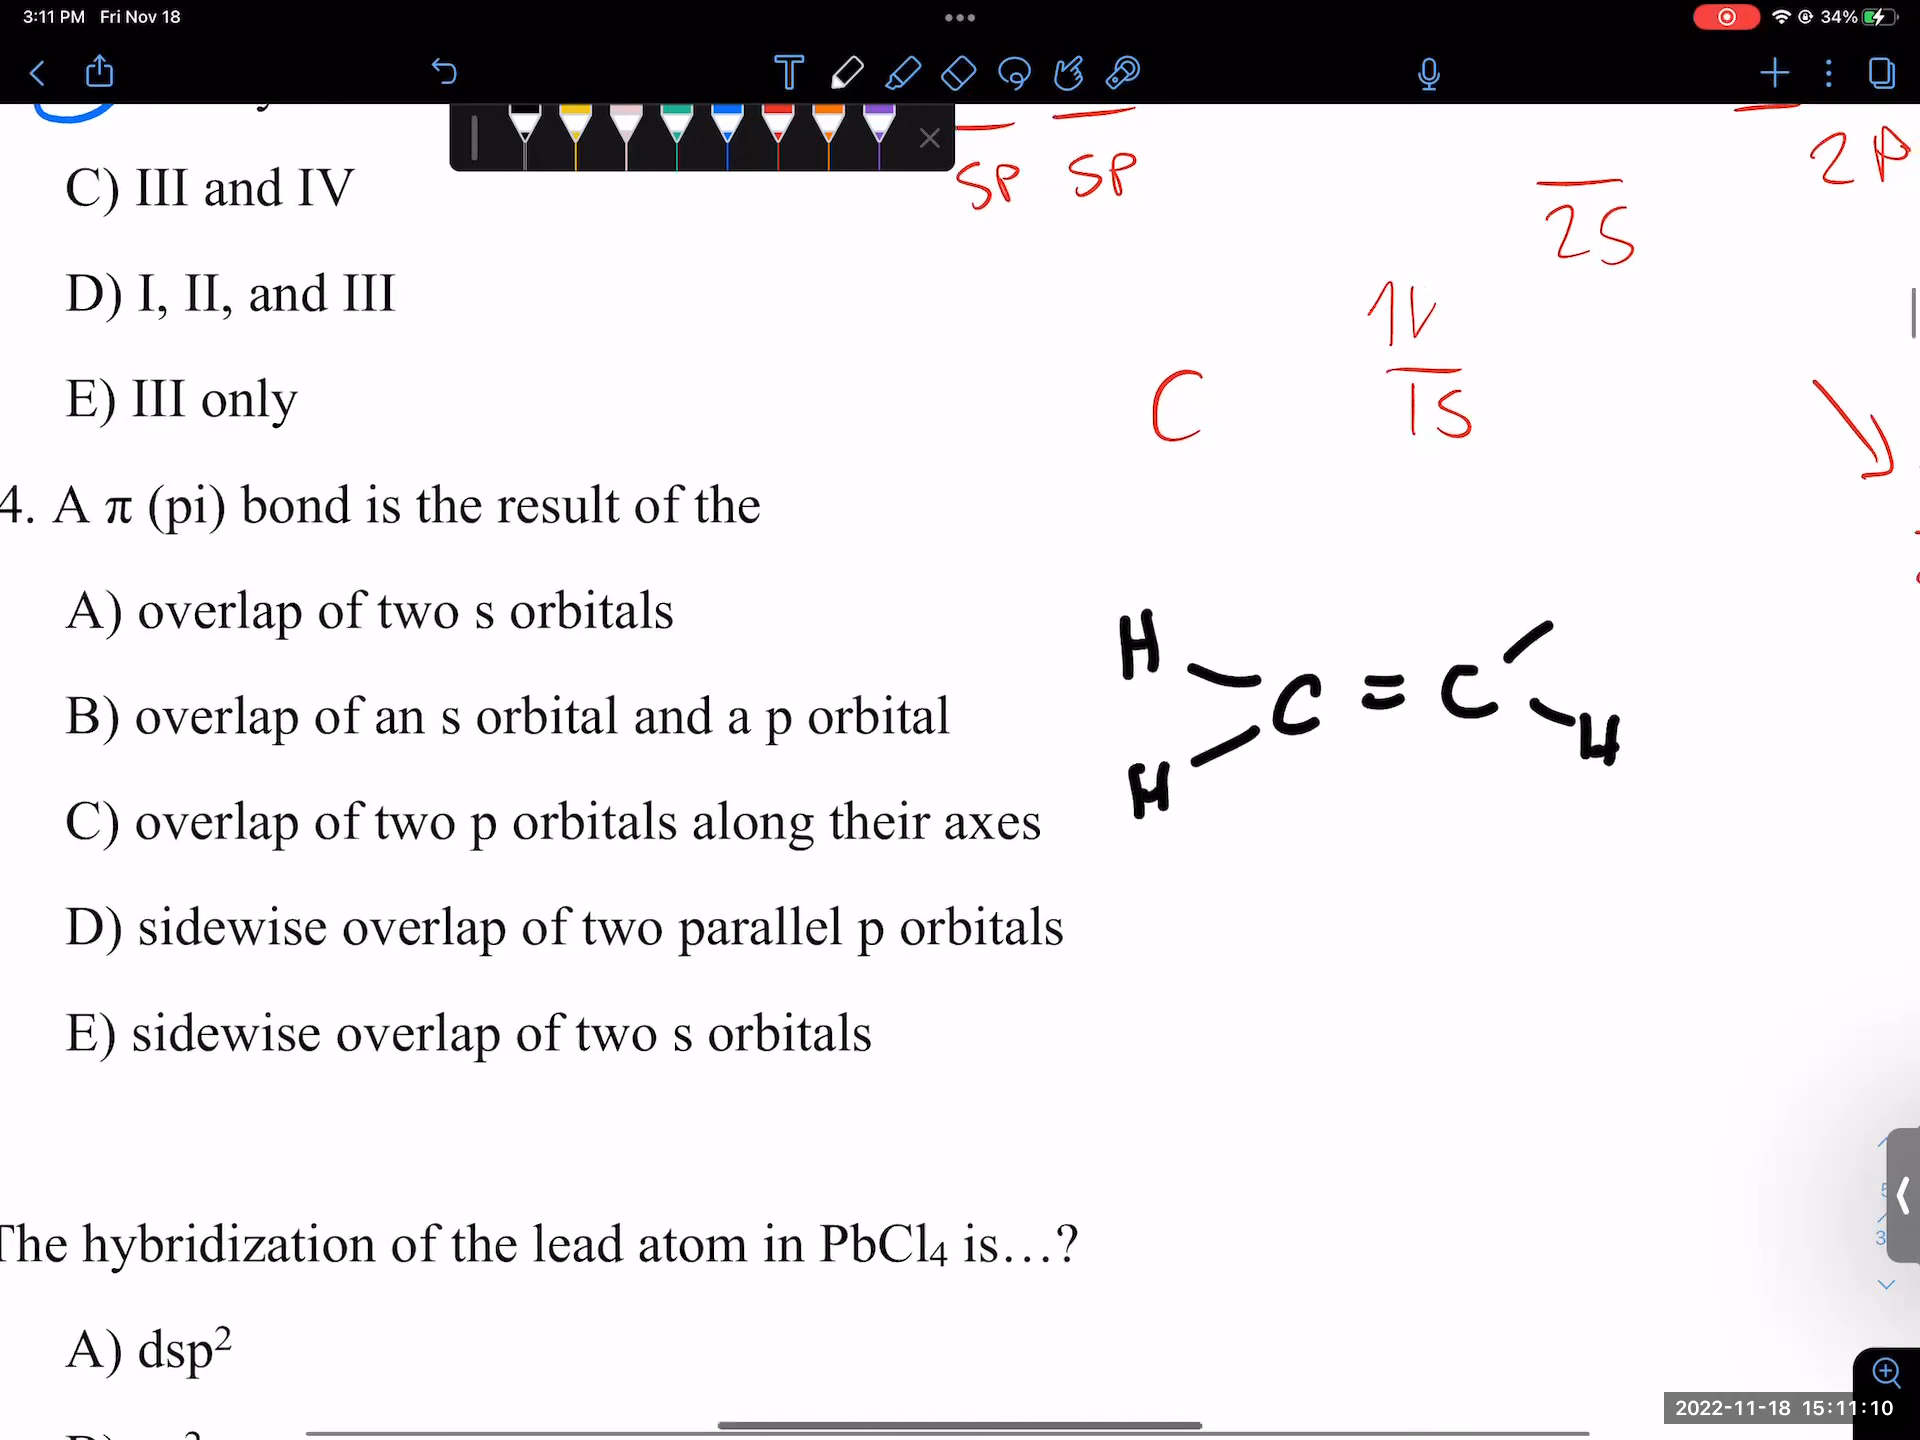 3:11 PM Fri Nov 18
34%
C) III and IV
SP SP
2P
2S
D) I, II, and III
1S
C
E) III only
4. A π (pi) bond is the result of the
A) overlap of two s orbitals
H
C = C
B) overlap of an s orbital and a p orbital
H
H
C) overlap of two p orbitals along their axes
D) sidewise overlap of two parallel p orbitals
E) sidewise overlap of two s orbitals
The hybridization of the lead atom in PbCl₄ is…?
A) dsp²
2022-11-18 15:11:10